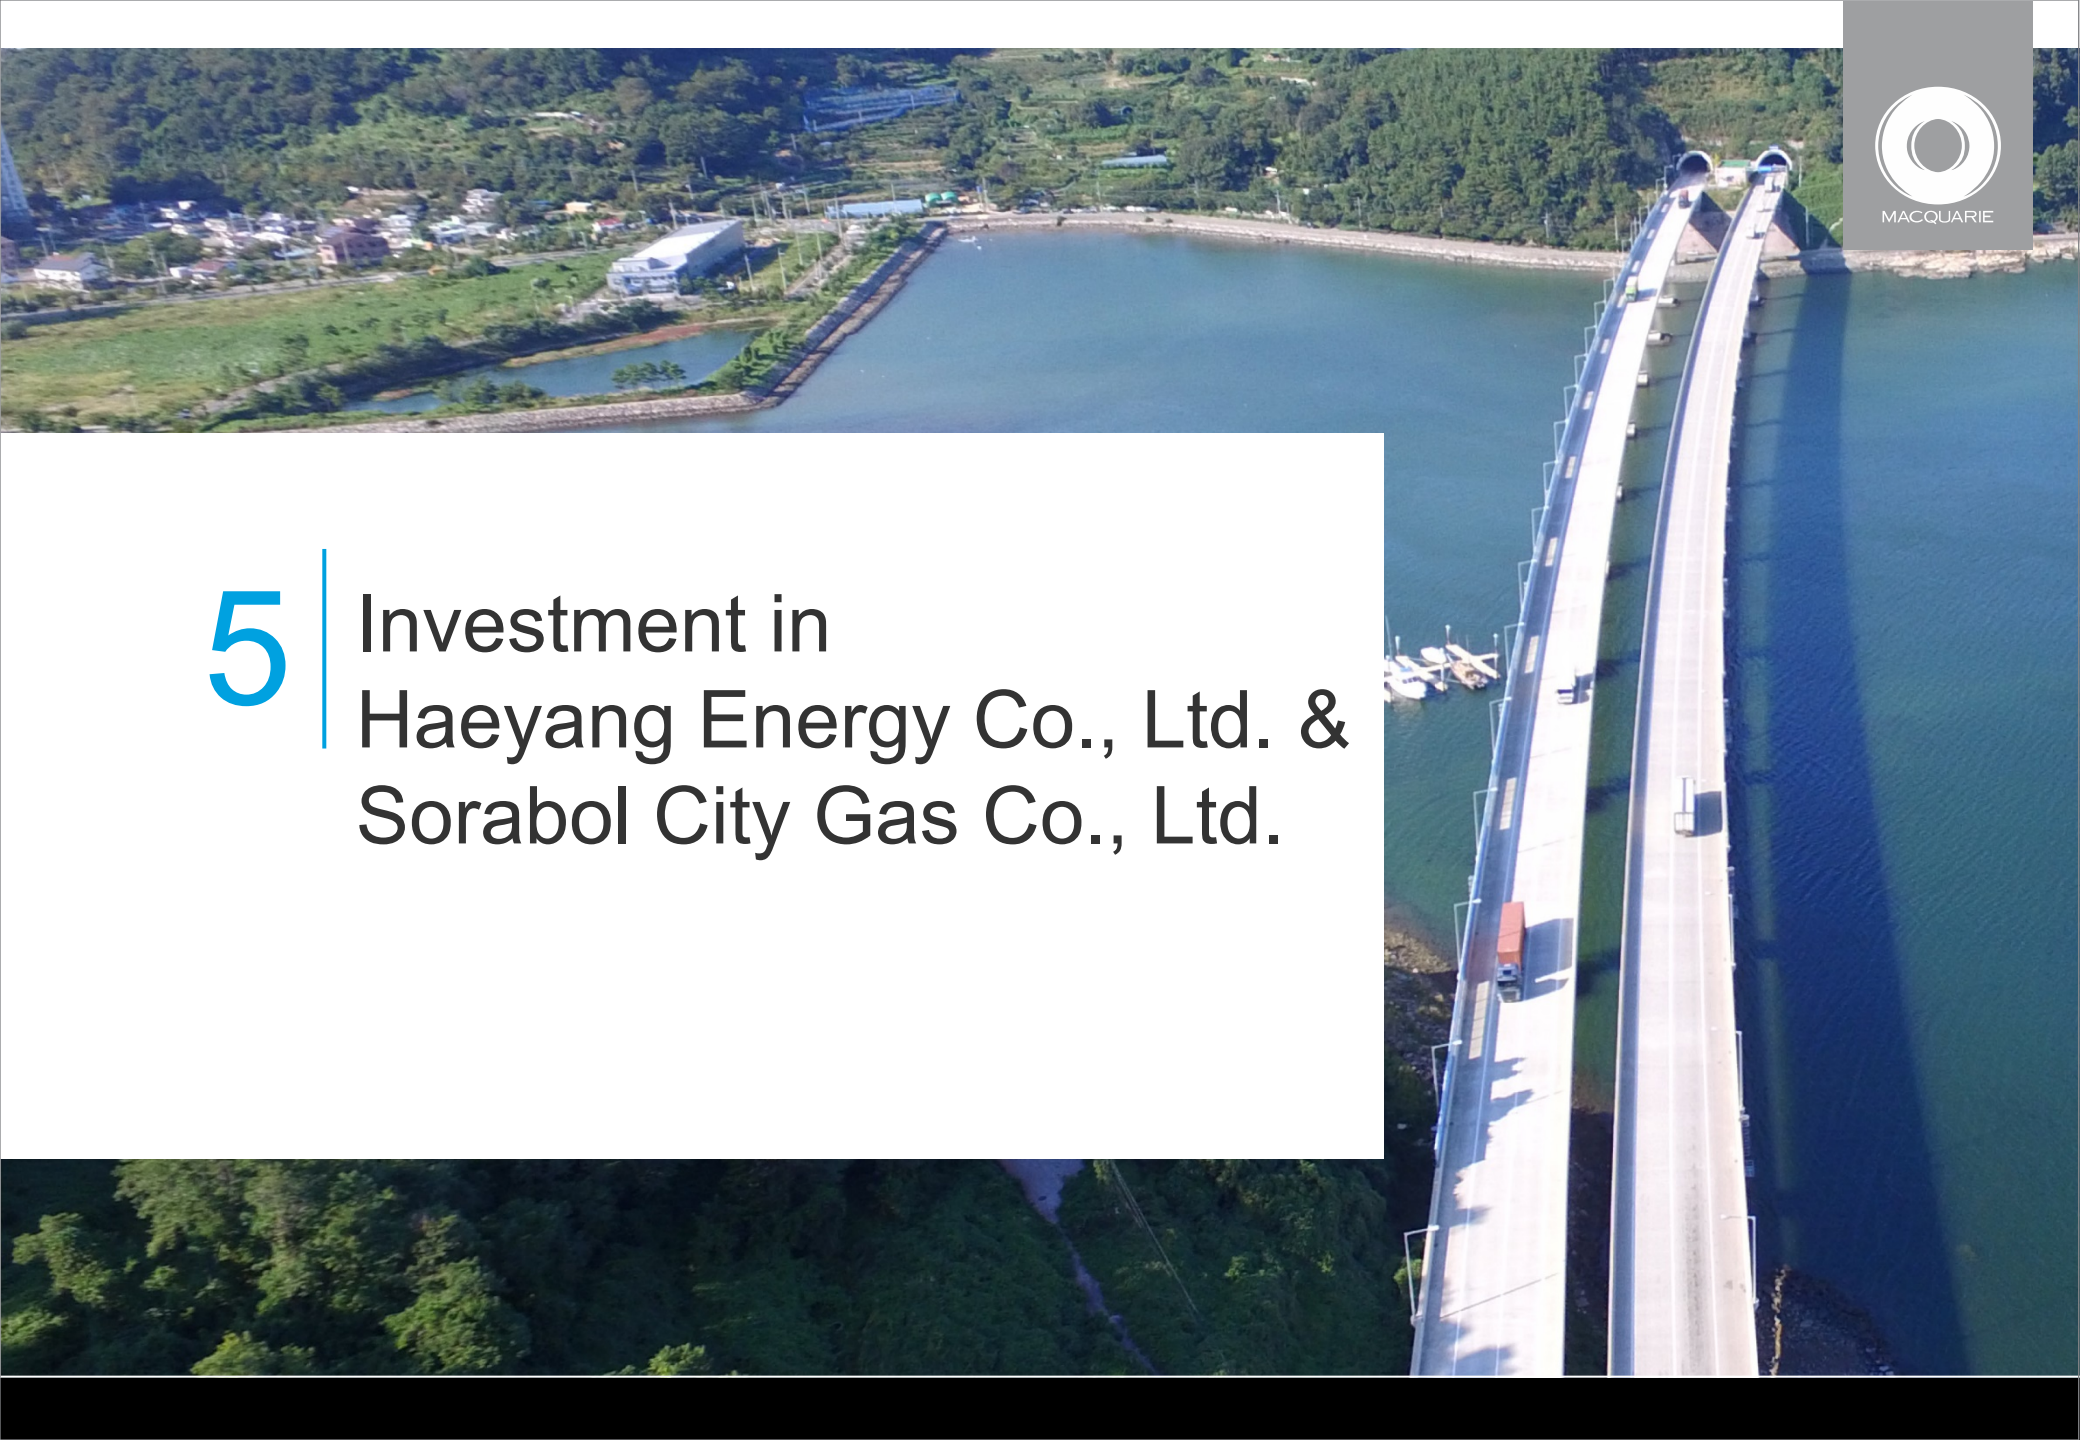 MACQUARIE
5
Investment in
Haeyang Energy Co., Ltd. &
Sorabol City Gas Co., Ltd.